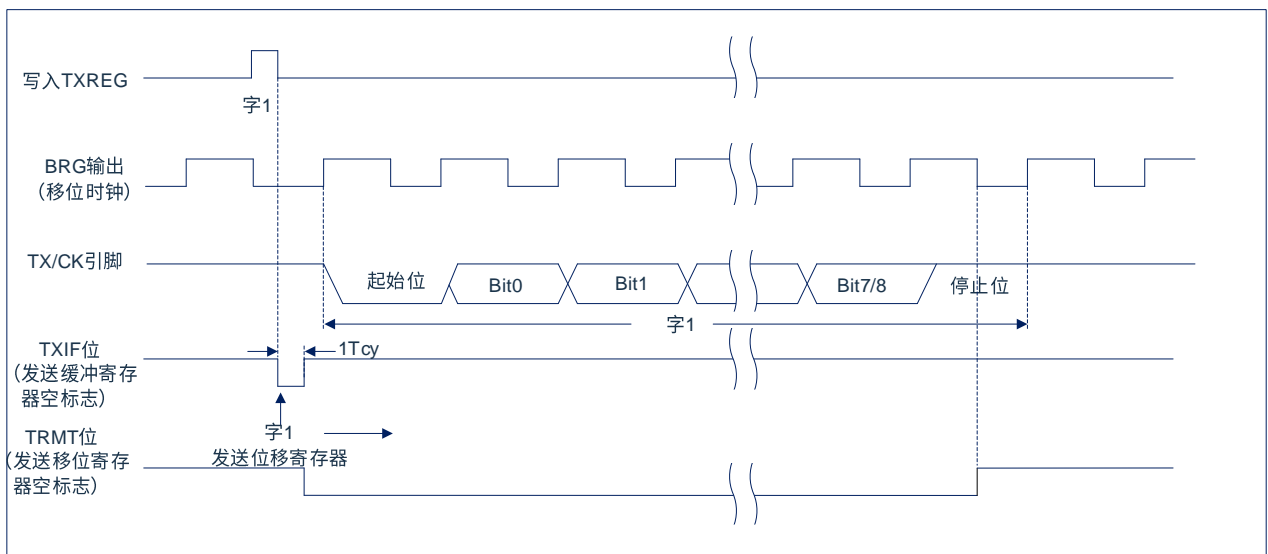 写入TXREG
字1
BRG输出
（移位时钟）
TX/CK引脚
起始位
Bit0
Bit1
Bit7/8
停止位
字1
TXIF位
（发送缓冲寄存
器空标志）
1Tcy
字1
发送位移寄存器
TRMT位
（发送移位寄存
器空标志）